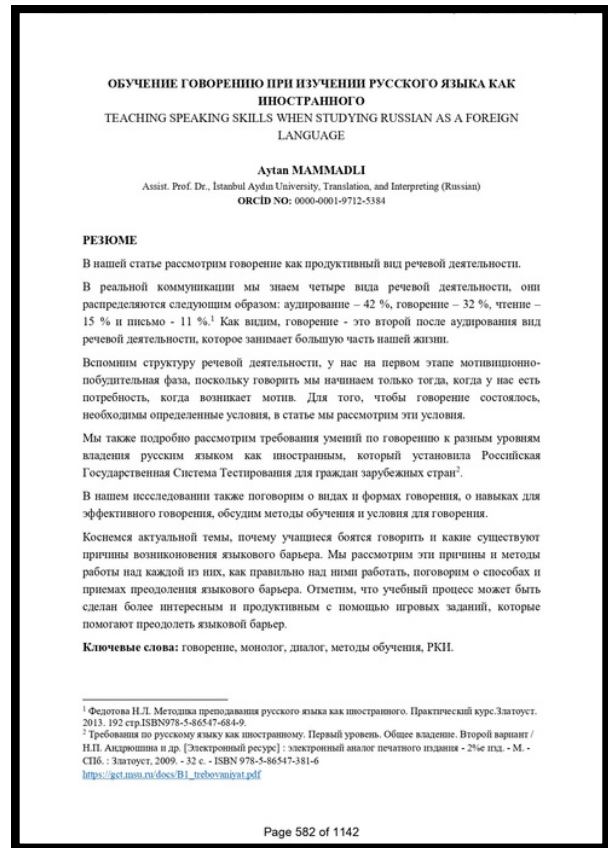 ОБУЧЕНИЕ ГОВОРЕНИЮ ПРИ ИЗУЧЕНИИ РУССКОГО ЯЗЫКА КАК
ИНОСТРАННОГО
TEACHING SPEAKING SKILLS WHEN STUDYING RUSSIAN AS A FOREIGN
LANGUAGE
Aytan MAMMADLI
Assist. Prof. Dr., İstanbul Aydın University, Translation, and Interpreting (Russian)
ORCİD NO: 0000-0001-9712-5384
РЕЗЮМЕ
В нашей статье рассмотрим говорение как продуктивный вид речевой деятельности.
В реальной коммуникации мы знаем четыре вида речевой деятельности, они
распределяются следующим образом: аудирование – 42 %, говорение – 32 %, чтение –
15 % и письмо - 11 %.¹ Как видим, говорение - это второй после аудирования вид
речевой деятельности, которое занимает большую часть нашей жизни.
Вспомним структуру речевой деятельности, у нас на первом этапе мотивиционно-
побудительная фаза, поскольку говорить мы начинаем только тогда, когда у нас есть
потребность, когда возникает мотив. Для того, чтобы говорение состоялось,
необходимы определенные условия, в статье мы рассмотрим эти условия.
Мы также подробно рассмотрим требования умений по говорению к разным уровням
владения русским языком как иностранным, который установила Российская
Государственная Система Тестирования для граждан зарубежных стран².
В нашем иссследовании также поговорим о видах и формах говорения, о навыках для
эффективного говорения, обсудим методы обучения и условия для говорения.
Коснемся актуальной темы, почему учащиеся боятся говорить и какие существуют
причины возниконовения языкового барьера. Мы рассмотрим эти причины и методы
работы над каждой из них, как правильно над ними работать, поговорим о способах и
приемах преодоления языкового барьера. Отметим, что учебный процесс может быть
сделан более интересным и продуктивным с помощью игровых заданий, которые
помогают преодолеть языковой барьер.
Ключевые слова: говорение, монолог, диалог, методы обучения, РКИ.
¹ Федотова Н.Л. Методика преподавания русского языка как иностранного. Практический курс.Златоуст.
2013. 192 стр.ISBN978-5-86547-684-9.
² Требования по русскому языку как иностранному. Первый уровень. Общее владение. Второй вариант /
Н.П. Андрюшина и др. [Электронный ресурс] : электронный аналог печатного издания - 2%е изд. - М. -
СПб. : Златоуст, 2009. - 32 с. - ISBN 978-5-86547-381-6
https://gct.msu.ru/docs/B1_trebovaniyat.pdf
Page 582 of 1142